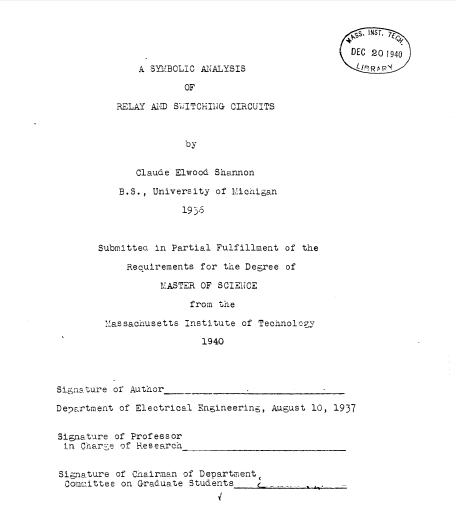 MASS. INST. TECH.
DEC 20 1940
LIBRARY
A SYMBOLIC ANALYSIS
OF
RELAY AND SWITCHING CIRCUITS
by
Claude Elwood Shannon
B.S., University of Michigan
1936
Submitted in Partial Fulfillment of the
Requirements for the Degree of
MASTER OF SCIENCE
from the
Massachusetts Institute of Technology
1940
Signature of Author
Department of Electrical Engineering, August 10, 1937
Signature of Professor
in Charge of Research
Signature of Chairman of Department
Committee on Graduate Students